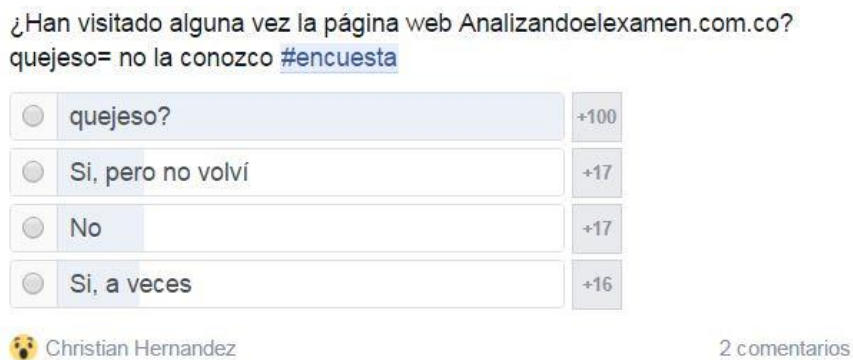 ¿Han visitado alguna vez la página web Analizandoelexamen.com.co?
quejeso= no la conozco #encuesta
quejeso? +100
Si, pero no volví +17
No +17
Si, a veces +16
Christian Hernandez 2 comentarios